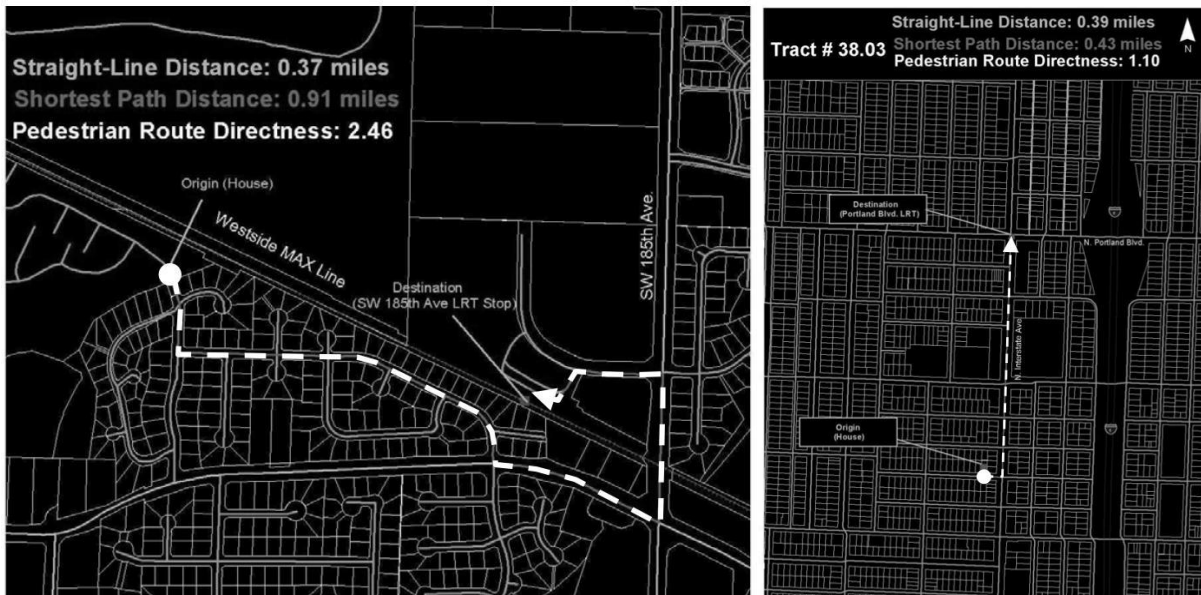 Straight-Line Distance: 0.37 miles
Shortest Path Distance: 0.91 miles
Pedestrian Route Directness: 2.46
Origin (House)
Westside MAX Line
Destination
(SW 185th Ave LRT Stop)
SW 185th Ave.
Tract # 38.03
Straight-Line Distance: 0.39 miles
Shortest Path Distance: 0.43 miles
Pedestrian Route Directness: 1.10
N
Destination
(Portland Blvd. LRT)
N. Portland Blvd.
N. Interstate Ave.
Origin
(House)